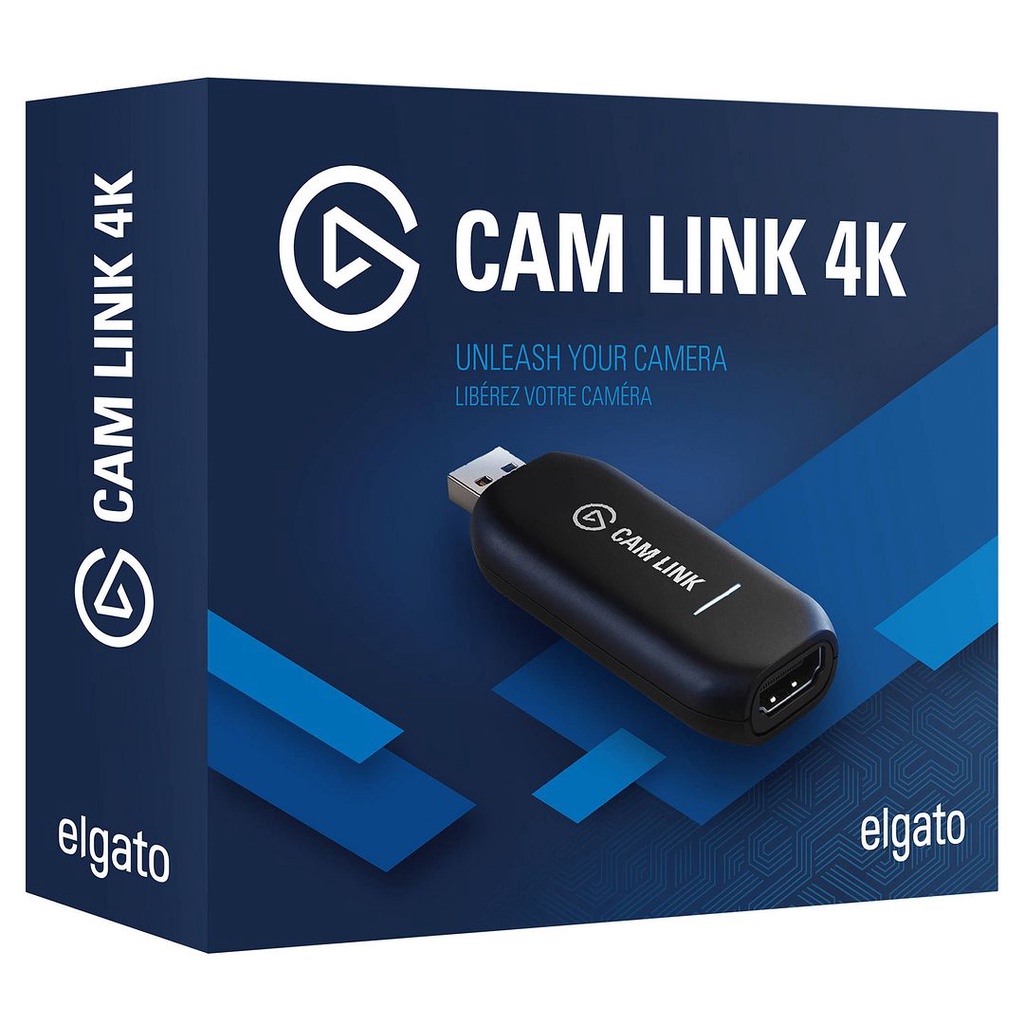 CAM LINK 4K
elgato
CAM LINK 4K
UNLEASH YOUR CAMERA
LIBÉREZ VOTRE CAMÉRA
CAM LINK
elgato